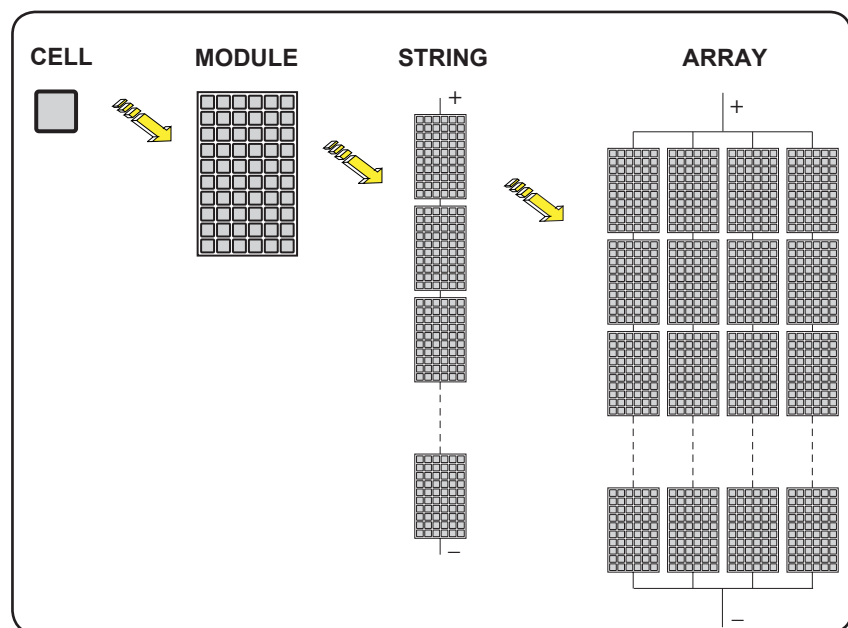 CELL MODULE STRING ARRAY
+ +
−
−